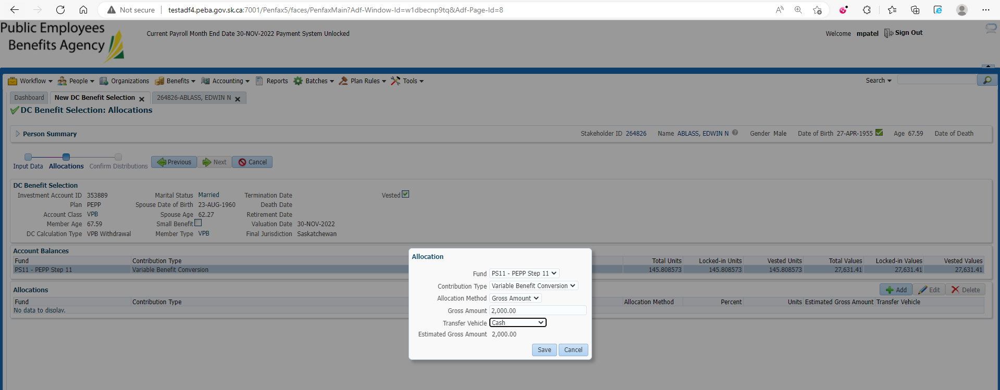 Not secure testadf4.peba.gov.sk.ca:7001/Penfax5/faces/PenfaxMain?Adf-Window-Id=w1dbecnp9tq&Adf-Page-Id=8
Public Employees
Benefits Agency
Current Payroll Month End Date 30-NOV-2022 Payment System Unlocked
Welcome mpatel Sign Out
Workflow People Organizations Benefits Accounting Reports Batches Plan Rules Tools Search
Dashboard New DC Benefit Selection 264826-ABLASS, EDWIN N
DC Benefit Selection: Allocations
Person Summary Stakeholder ID 264826 Name ABLASS, EDWIN N Gender Male Date of Birth 27-APR-1955 Age 67.59 Date of Death
Input Data Allocations Confirm Distributions Previous Next Cancel
DC Benefit Selection
Investment Account ID 353889 Marital Status Married Termination Date Vested
Plan PEPP Spouse Date of Birth 23-AUG-1960 Death Date
Account Class VPB Spouse Age 62.27 Retirement Date
Member Age 67.59 Small Benefit Valuation Date 30-NOV-2022
DC Calculation Type VPB Withdrawal Member Type VPB Final Jurisdiction Saskatchewan
Account Balances
Fund Contribution Type Total Units Locked-in Units Vested Units Total Values Locked-in Values Vested Values
PS11 - PEPP Step 11 Variable Benefit Conversion 145.808573 145.808573 145.808573 27,631.41 27,631.41 27,631.41
Allocations Add Edit Delete
Fund Contribution Type Allocation Method Percent Units Estimated Gross Amount Transfer Vehicle
No data to display.
Allocation
Fund PS11 - PEPP Step 11
Contribution Type Variable Benefit Conversion
Allocation Method Gross Amount
Gross Amount 2,000.00
Transfer Vehicle Cash
Estimated Gross Amount 2,000.00
Save Cancel